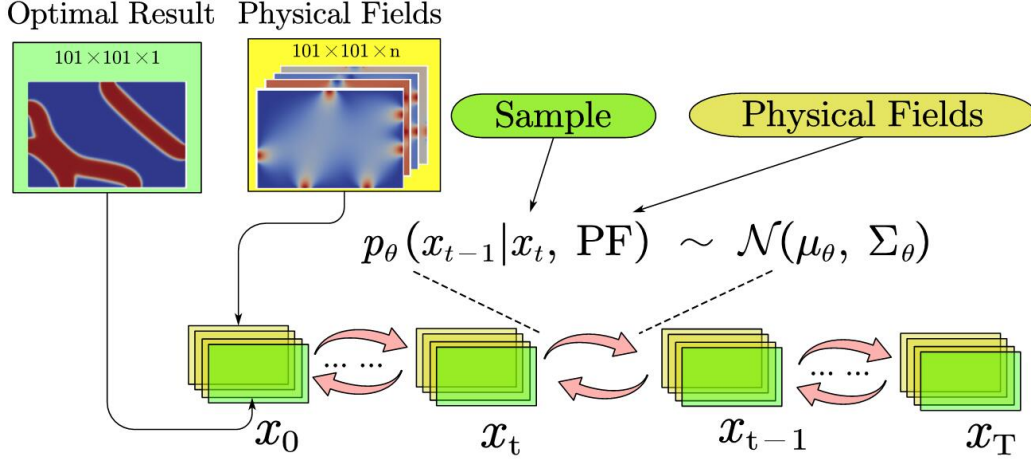 Optimal Result
Physical Fields
101×101×1
101×101×n
Sample
Physical Fields
p_θ(x_{t−1}|x_t, PF) ∼ 𝒩(μ_θ, Σ_θ)
... ...
... ...
x_0
x_t
x_{t−1}
x_T